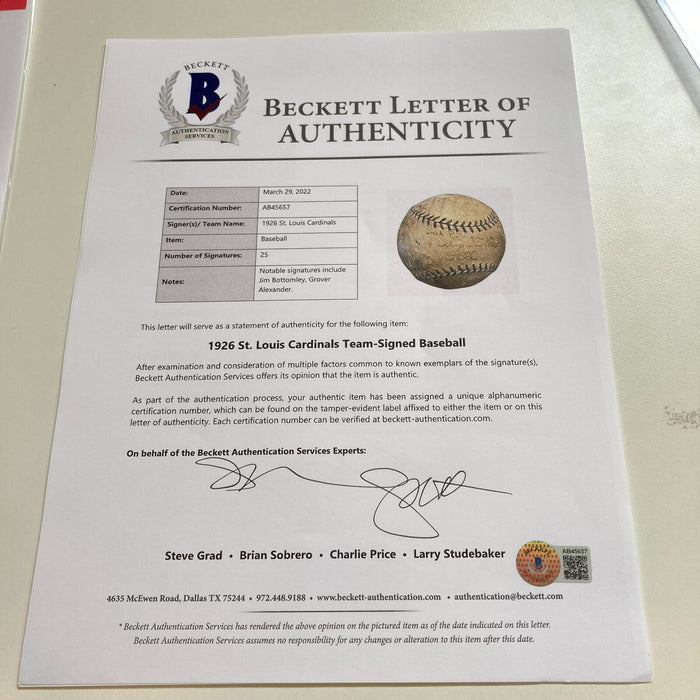 BECKETT
B
AUTHENTICATION
SERVICES
BECKETT LETTER OF
AUTHENTICITY
Date: March 29, 2022
Certification Number: AB45657
Signer(s)/ Team Name: 1926 St. Louis Cardinals
Item: Baseball
Number of Signatures: 25
Notes: Notable signatures include
Jim Bottomley, Grover
Alexander.
This letter will serve as a statement of authenticity for the following item:
1926 St. Louis Cardinals Team-Signed Baseball
After examination and consideration of multiple factors common to known exemplars of the signature(s),
Beckett Authentication Services offers its opinion that the item is authentic.
As part of the authentication process, your authentic item has been assigned a unique alphanumeric
certification number, which can be found on the tamper-evident label affixed to either the item or on this
letter of authenticity. Each certification number can be verified at beckett-authentication.com.
On behalf of the Beckett Authentication Services Experts:
Steve Grad • Brian Sobrero • Charlie Price • Larry Studebaker
AB45657
4635 McEwen Road, Dallas TX 75244 • 972.448.9188 • www.beckett-authentication.com • authentication@beckett.com
* Beckett Authentication Services has rendered the above opinion on the pictured item as of the date indicated on this letter.
Beckett Authentication Services assumes no responsibility for any changes or alteration to this item after this date.